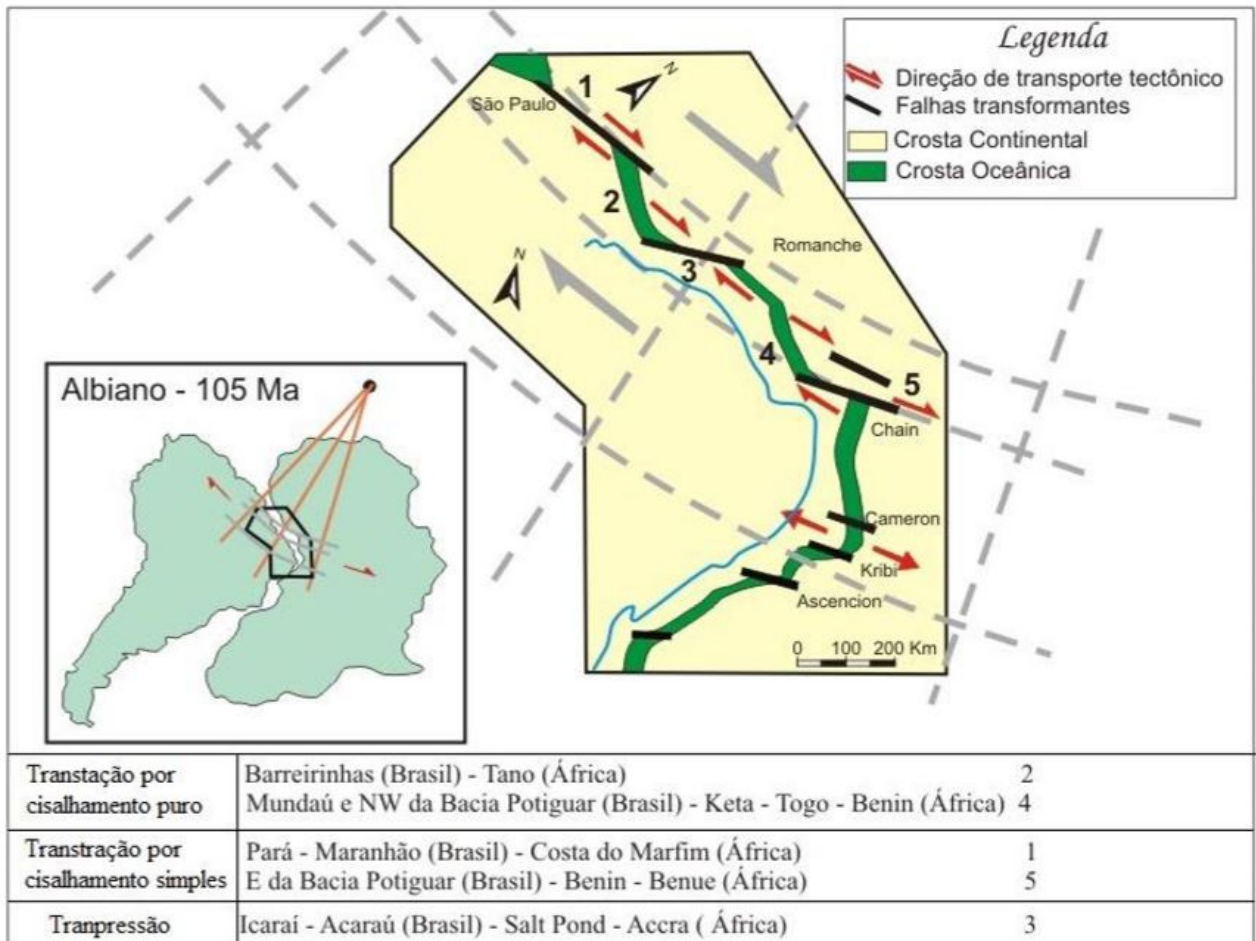 Legenda
Direção de transporte tectônico
Falhas transformantes
Crosta Continental
Crosta Oceânica
1
N
São Paulo
2
Romanche
3
N
4
5
Chain
Albiano - 105 Ma
Cameron
Kribi
Ascencion
0 100 200 Km
Transtação por
cisalhamento puro
Barreirinhas (Brasil) - Tano (África) 2
Mundaú e NW da Bacia Potiguar (Brasil) - Keta - Togo - Benin (África) 4
Transtração por
cisalhamento simples
Pará - Maranhão (Brasil) - Costa do Marfim (África) 1
E da Bacia Potiguar (Brasil) - Benin - Benue (África) 5
Tranpressão
Icaraí - Acaraú (Brasil) - Salt Pond - Accra ( África) 3